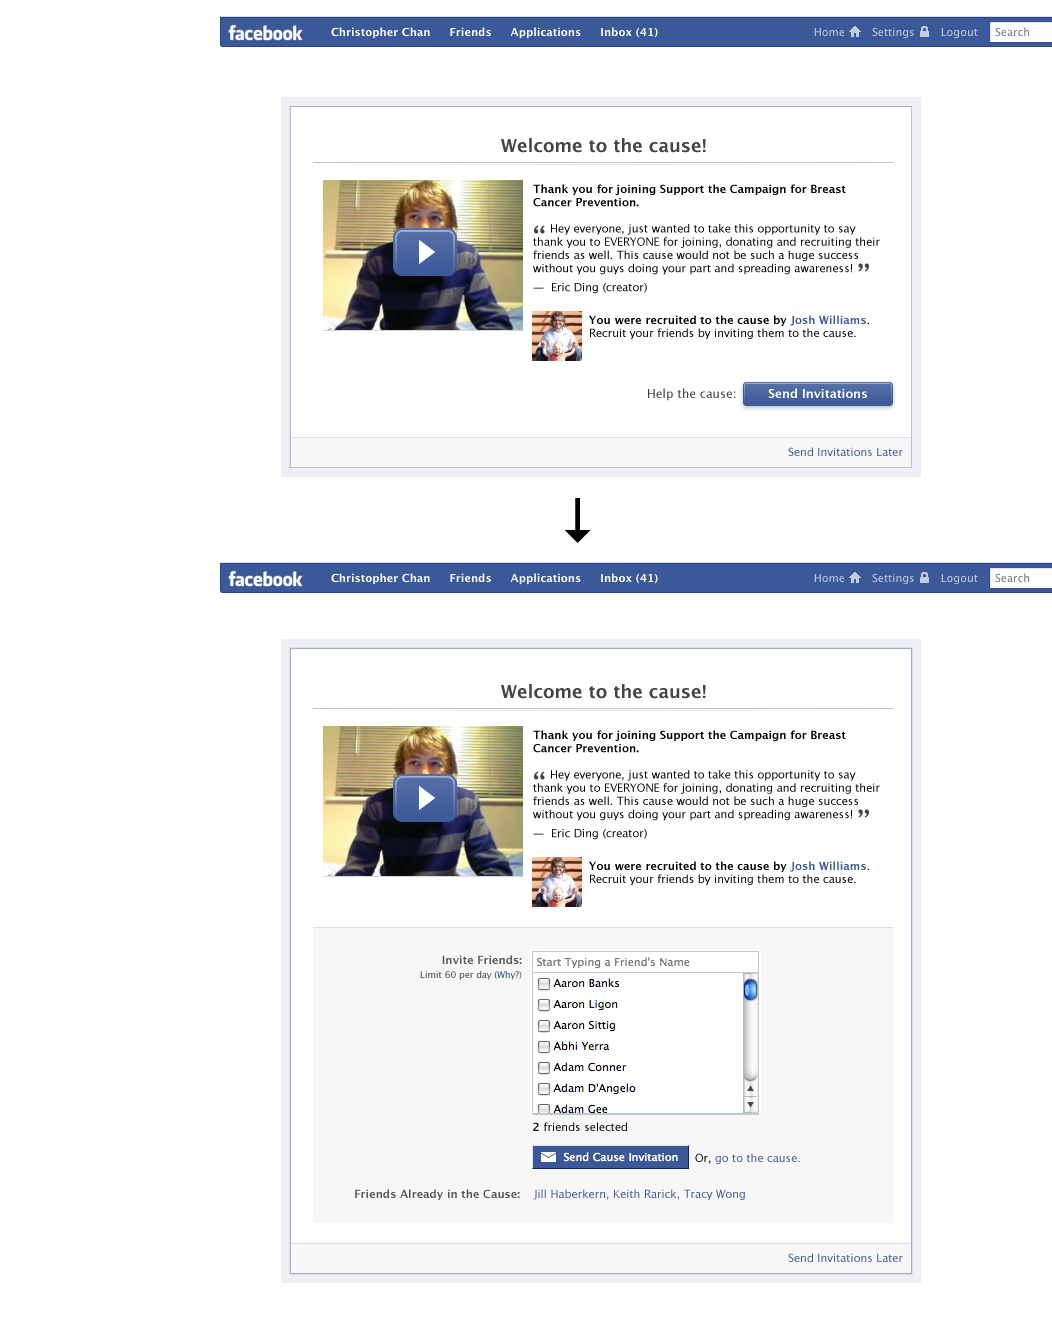 facebook Christopher Chan Friends Applications Inbox (41) Home Settings Logout Search
Welcome to the cause!
Thank you for joining Support the Campaign for Breast
Cancer Prevention.
“ Hey everyone, just wanted to take this opportunity to say
thank you to EVERYONE for joining, donating and recruiting their
friends as well. This cause would not be such a huge success
without you guys doing your part and spreading awareness! ”
— Eric Ding (creator)
You were recruited to the cause by Josh Williams.
Recruit your friends by inviting them to the cause.
Help the cause: Send Invitations
Send Invitations Later
facebook Christopher Chan Friends Applications Inbox (41) Home Settings Logout Search
Welcome to the cause!
Thank you for joining Support the Campaign for Breast
Cancer Prevention.
“ Hey everyone, just wanted to take this opportunity to say
thank you to EVERYONE for joining, donating and recruiting their
friends as well. This cause would not be such a huge success
without you guys doing your part and spreading awareness! ”
— Eric Ding (creator)
You were recruited to the cause by Josh Williams.
Recruit your friends by inviting them to the cause.
Invite Friends: Start Typing a Friend's Name
Limit 60 per day (Why?)
Aaron Banks
Aaron Ligon
Aaron Sittig
Abhi Yerra
Adam Conner
Adam D'Angelo
Adam Gee
2 friends selected
Send Cause Invitation Or, go to the cause.
Friends Already in the Cause: Jill Haberkern, Keith Rarick, Tracy Wong
Send Invitations Later